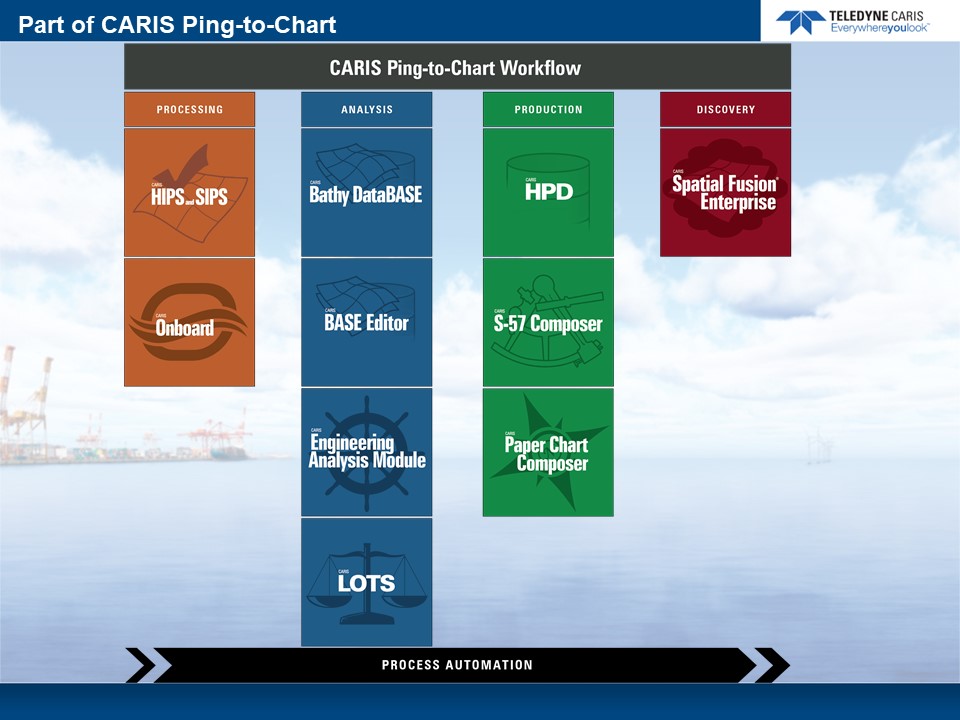 Part of CARIS Ping-to-Chart
TELEDYNE CARIS
Everywhereyoulook™
CARIS Ping-to-Chart Workflow
PROCESSING
ANALYSIS
PRODUCTION
DISCOVERY
CARIS
HIPS and SIPS
CARIS
Bathy DataBASE
CARIS
HPD
CARIS
Spatial Fusion®
Enterprise
CARIS
Onboard
CARIS
BASE Editor
CARIS
S-57 Composer
CARIS
Engineering
Analysis Module
CARIS
Paper Chart
Composer
CARIS
LOTS
PROCESS AUTOMATION